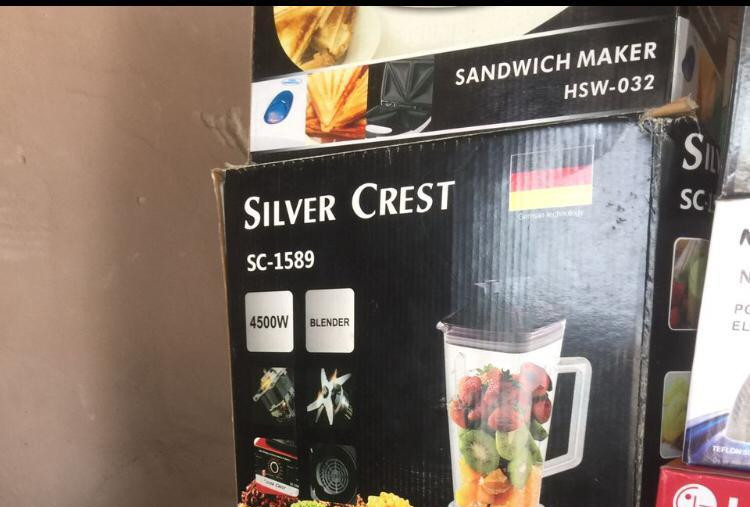 SANDWICH MAKER
HSW-032
SILVER CREST
SC-1589
German technology
4500W
BLENDER